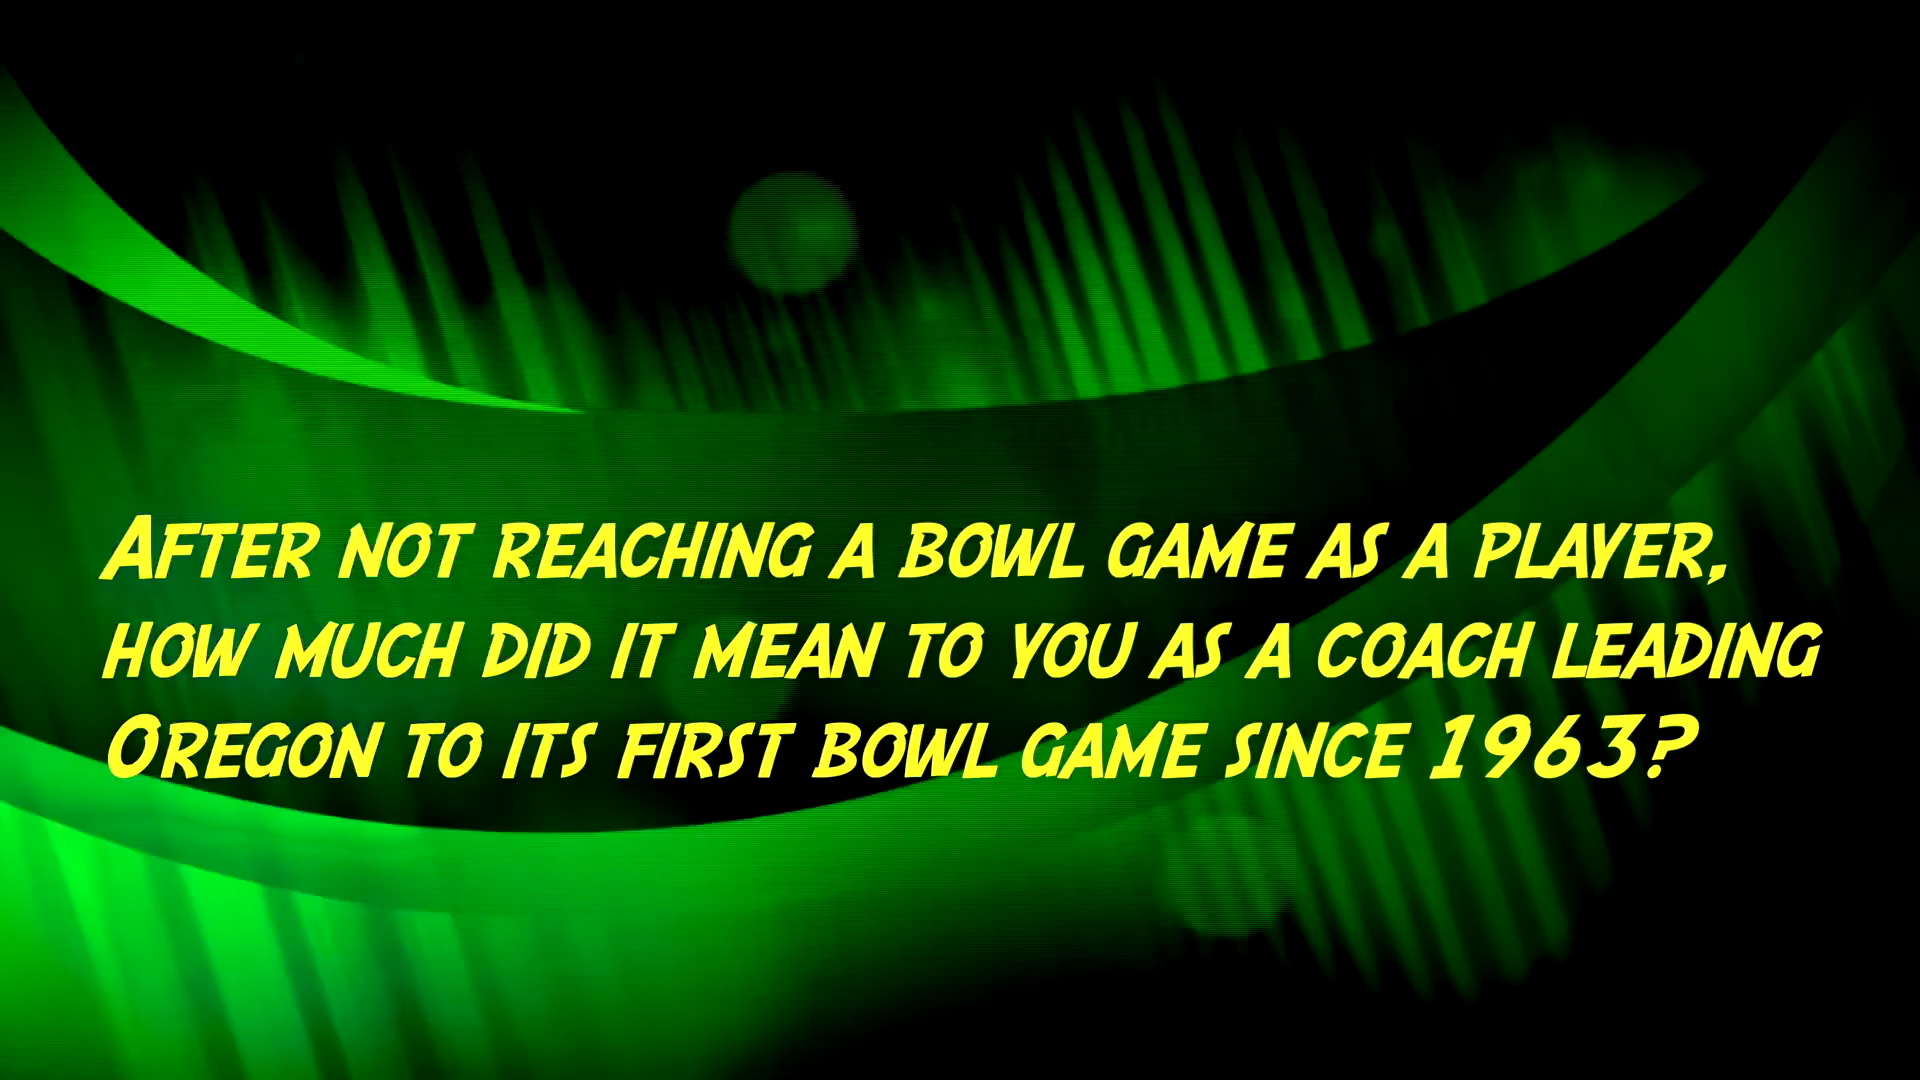 After not reaching a bowl game as a player,
how much did it mean to you as a coach leading
Oregon to its first bowl game since 1963?